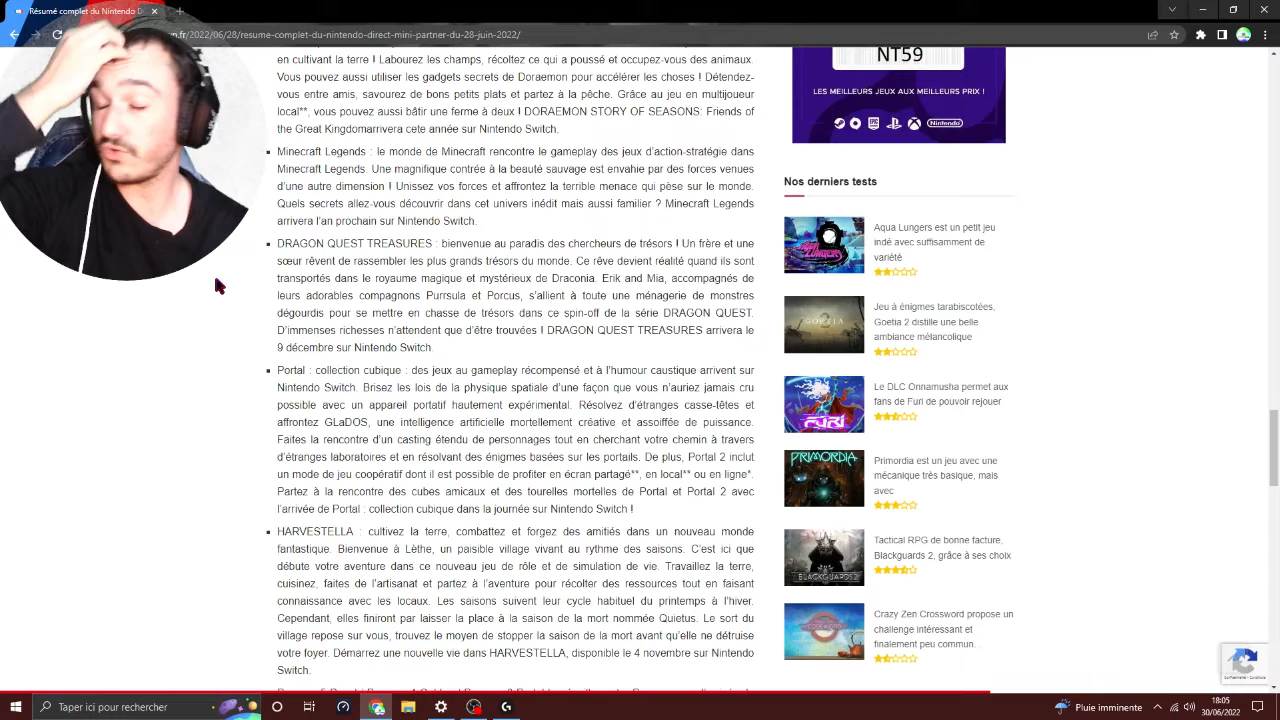 Résumé complet du Nintendo D
vn.fr/2022/06/28/resume-complet-du-nintendo-direct-mini-partner-du-28-juin-2022/
en cultivant la terre ! Labourez les champs, récoltez ce qui a poussé et occupez-vous des animaux.
Vous pouvez aussi utiliser les gadgets secrets de Doraemon pour accélérer les choses ! Détendez-
vous entre amis, savourez de bons petits plats et partez à la pêche. Grâce au jeu en multijoueur
local**, vous pouvez aussi bâtir une ferme à deux ! DORAEMON STORY OF SEASONS: Friends of
the Great Kingdomarrivera cete année sur Nintendo Switch.
Minecraft Legends : le monde de Minecraft rencontre le gameplay des jeux d'action-stratégie dans
Minecraft Legends. Une magnifique contrée à la beauté sauvage est envahie par des forces venues
d'une autre dimension ! Unissez vos forces et affrontez la terrible menace qui pèse sur le monde.
Quels secrets allez-vous découvrir dans cet univers inédit mais aussi familier ? Minecraft Legends
arrivera l'an prochain sur Nintendo Switch.
DRAGON QUEST TREASURES : bienvenue au paradis des chercheurs de trésors ! Un frère et une
sœur rêvent de rassembler les plus grands trésors du monde. Ce rêve devient réalité quand ils sont
transportés dans le royaume magique et mystérieux de Draconia. Erik and Mia, accompagnés de
leurs adorables compagnons Purrsula et Porcus, s'allient à toute une ménagerie de monstres
dégourdis pour se mettre en chasse de trésors dans ce spin-off de la série DRAGON QUEST.
D'immenses richesses n'attendent que d'être trouvées ! DRAGON QUEST TREASURES arrivera le
9 décembre sur Nintendo Switch.
Portal : collection cubique : des jeux au gameplay récompensé et à l'humour caustique arrivent sur
Nintendo Switch. Brisez les lois de la physique spatiale d'une façon que vous n'auriez jamais cru
possible avec un appareil portatif hautement expérimental. Résolvez d'étranges casse-têtes et
affrontez GLaDOS, une intelligence artificielle mortellement créative et assoiffée de puissance.
Faites la rencontre d'un casting étendu de personnages tout en cherchant votre chemin à travers
d'étranges laboratoires et en résolvant des énigmes basées sur les portails. De plus, Portal 2 inclut
un mode de jeu coopératif dont il est possible de profiter en écran partagé**, en local** ou en ligne*.
Partez à la rencontre des cubes amicaux et des tourelles mortelles de Portal et Portal 2 avec
l'arrivée de Portal : collection cubique dans la journée sur Nintendo Switch !
HARVESTELLA : cultivez la terre, combattez et forgez des amitiés dans un nouveau monde
fantastique. Bienvenue à Lèthe, un paisible village vivant au rythme des saisons. C'est ici que
débute votre aventure dans ce nouveau jeu de rôle et de simulation de vie. Travaillez la terre,
cuisinez, faites de l'artisanat et partez à l'aventure pour récolter des ressources tout en faisant
connaissance avec les locaux. Les saisons suivent leur cycle habituel du printemps à l'hiver.
Cependant, elles finiront par laisser la place à la saison de la mort nommée Quietus. Le sort du
village repose sur vous, trouvez le moyen de stopper la saison de la mort avant qu'elle ne détruise
votre foyer. Démarrez une nouvelle vie dans HARVESTELLA, disponible le 4 novembre sur Nintendo
Switch.
NT59
LES MEILLEURS JEUX AUX MEILLEURS PRIX !
EPIC
Nintendo
Nos derniers tests
AQUA LUNGERS
Aqua Lungers est un petit jeu
indé avec suffisamment de
variété
GOETIA 2
Jeu à énigmes tarabiscotées,
Goetia 2 distille une belle
ambiance mélancolique
FURI
Le DLC Onnamusha permet aux
fans de Furi de pouvoir rejouer
PRIMORDIA
Primordia est un jeu avec une
mécanique très basique, mais
avec
BLACKGUARDS 2
Tactical RPG de bonne facture,
Blackguards 2, grâce à ses choix
Crazy Zen Crossword propose un
challenge intéressant et
finalement peu commun.
Confidentialité - Conditions
Taper ici pour rechercher
Pluie imminente
18:05
30/06/2022